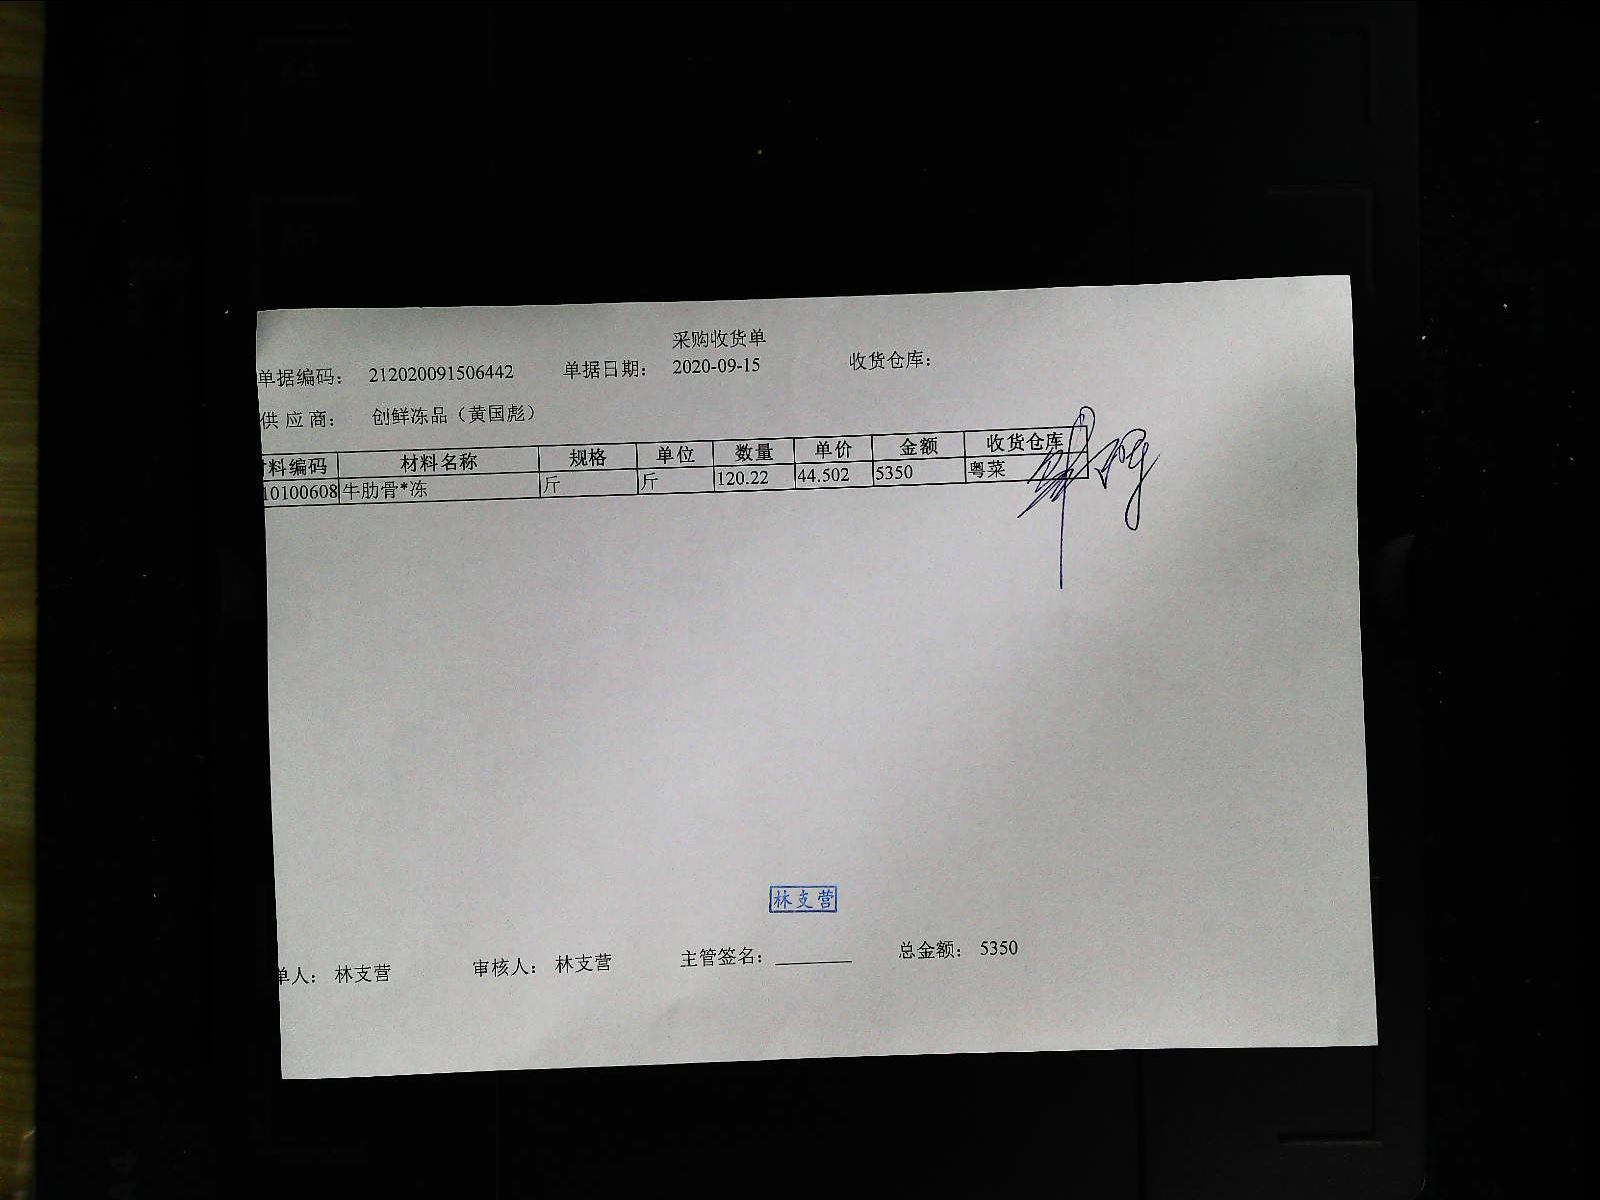 采购收货单
单据编码： 212020091506442 单据日期： 2020-09-15 收货仓库：
供 应 商： 创鲜冻品（黄国彪）
料编码 材料名称 规格 单位 数量 单价 金额 收货仓库
10100608 牛肋骨*冻 斤 斤 120.22 44.502 5350 粤菜
林支营
单人： 林支营 审核人： 林支营 主管签名： 总金额： 5350